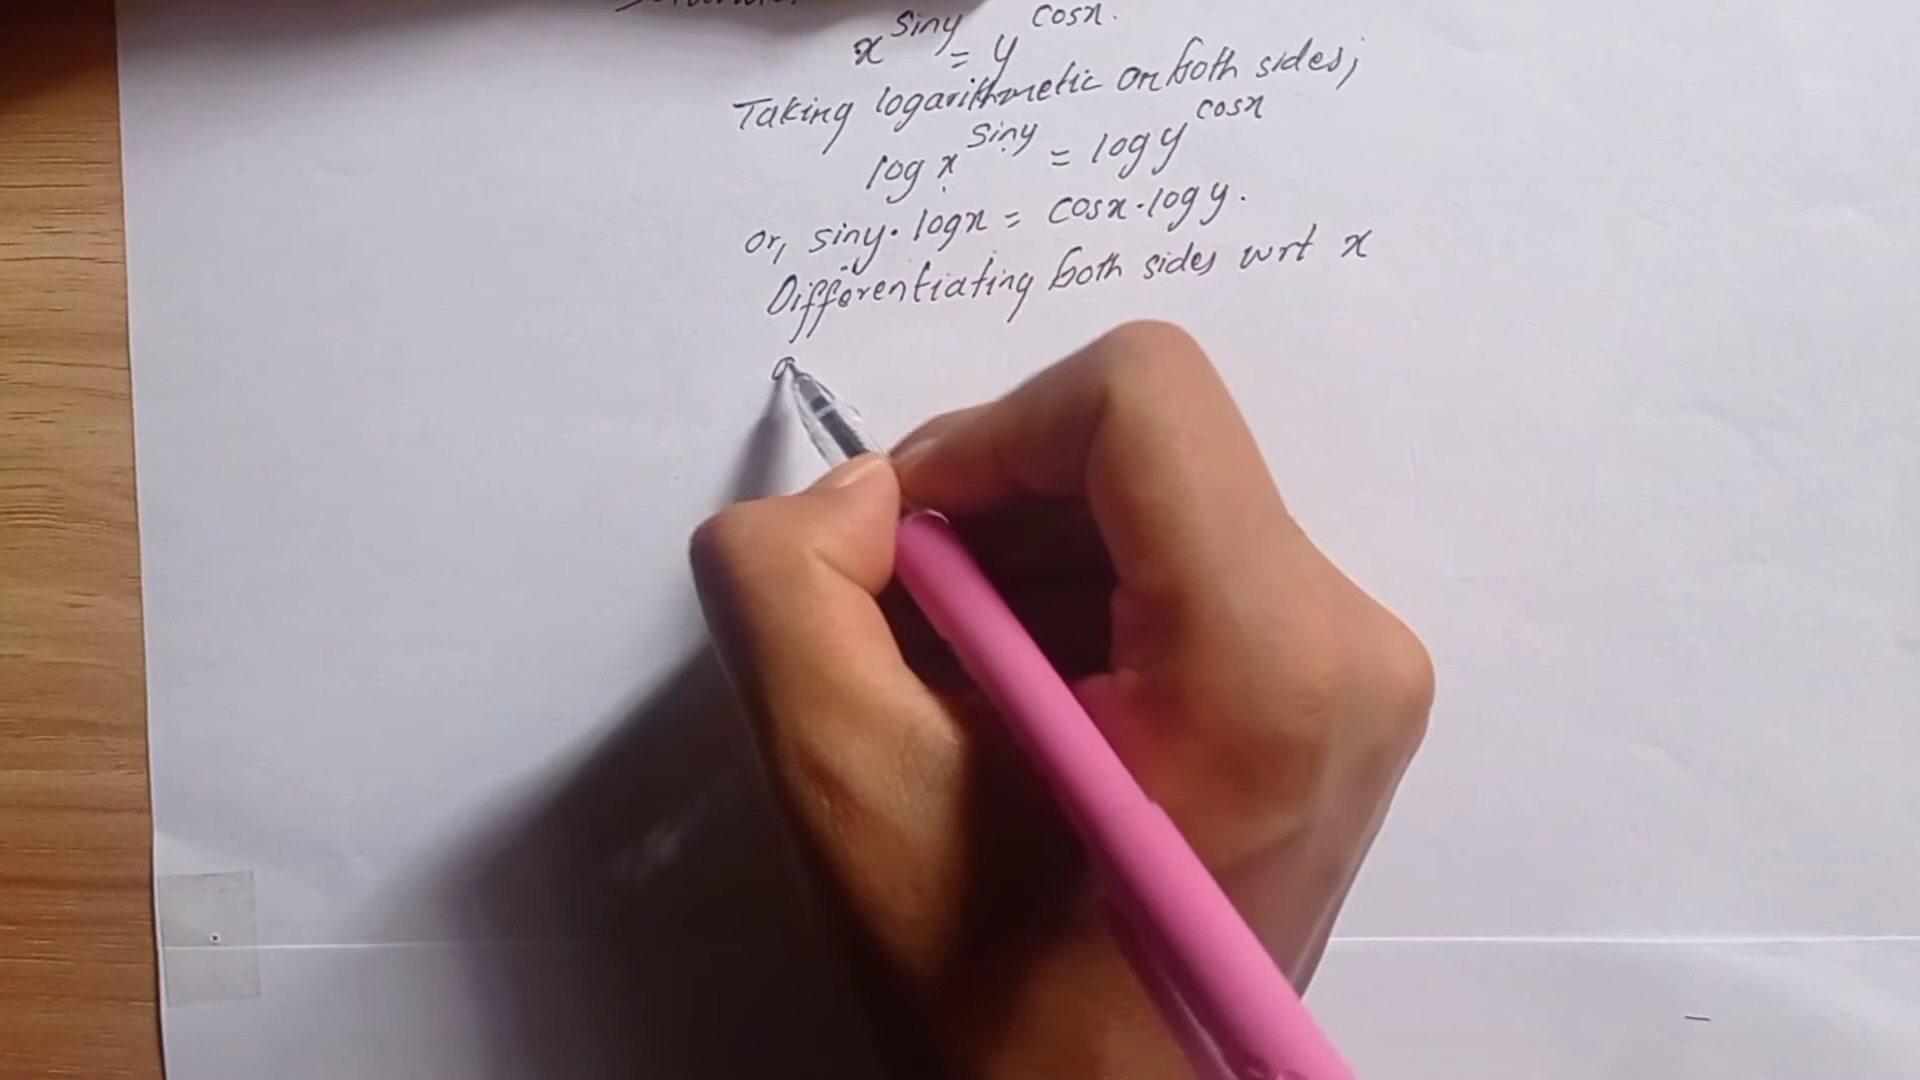 x^siny = y^cosx.
Taking logarithmetic on both sides;
log x^siny = log y^cosx
or, siny. logx = cosx. log y.
Differentiating both sides wrt x